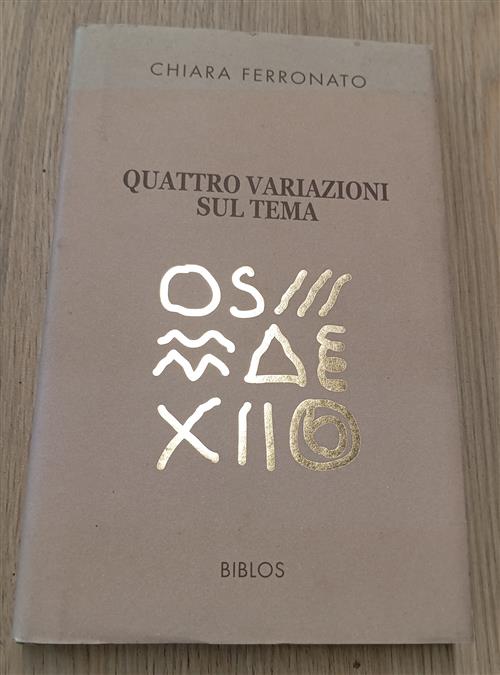 CHIARA FERRONATO
QUATTRO VARIAZIONI
SUL TEMA
BIBLOS